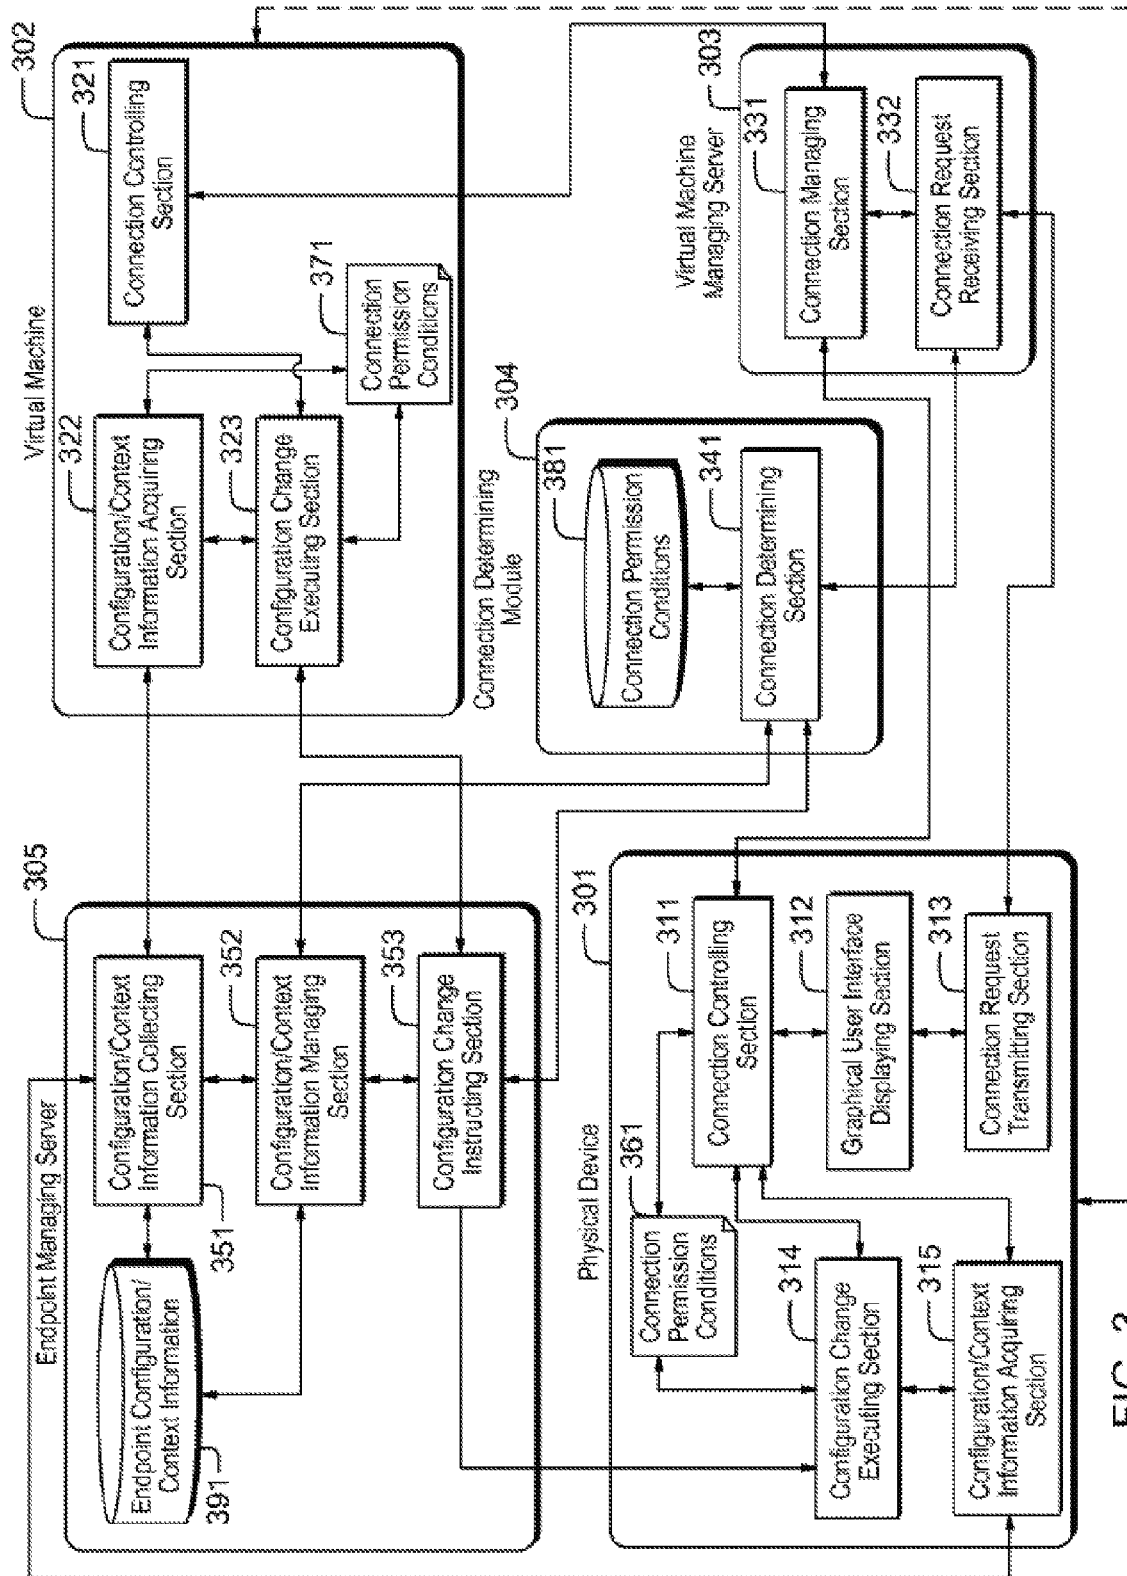 Endpoint Managing Server
305
Endpoint Configuration/
Context Information
391
Configuration/Context
Information Collecting
Section
351
Configuration/Context
Information Managing
Section
352
Configuration Change
Instructing Section
353
Virtual Machine
302
Configuration/Context
Information Acquiring
Section
322
Connection Controlling
Section
321
Configuration Change
Executing Section
323
Connection
Permission
Conditions
371
Physical Device
301
Connection
Permission
Conditions
361
Connection Controlling
Section
311
Configuration Change
Executing Section
314
Graphical User Interface
Displaying Section
312
Configuration/Context
Information Acquiring
Section
315
Connection Request
Transmitting Section
313
Connection Determining
Module
304
Connection Permission
Conditions
381
Connection Determining
Section
341
Virtual Machine
Managing Server
303
Connection Managing
Section
331
Connection Request
Receiving Section
332
FIG. 3